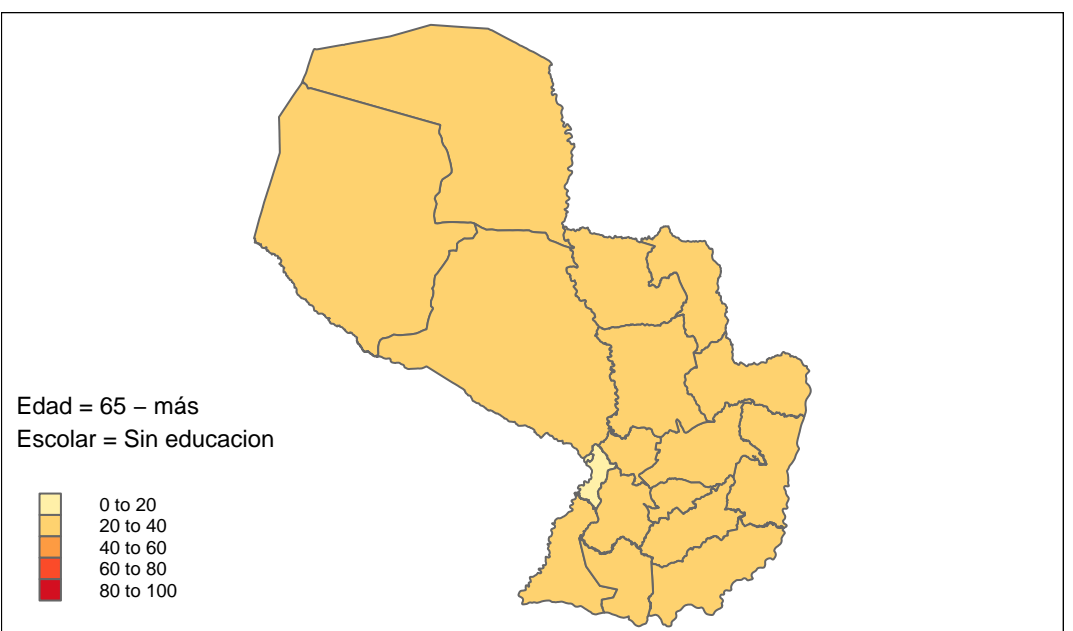 Edad = 65 – más
Escolar = Sin educacion
0 to 20
20 to 40
40 to 60
60 to 80
80 to 100